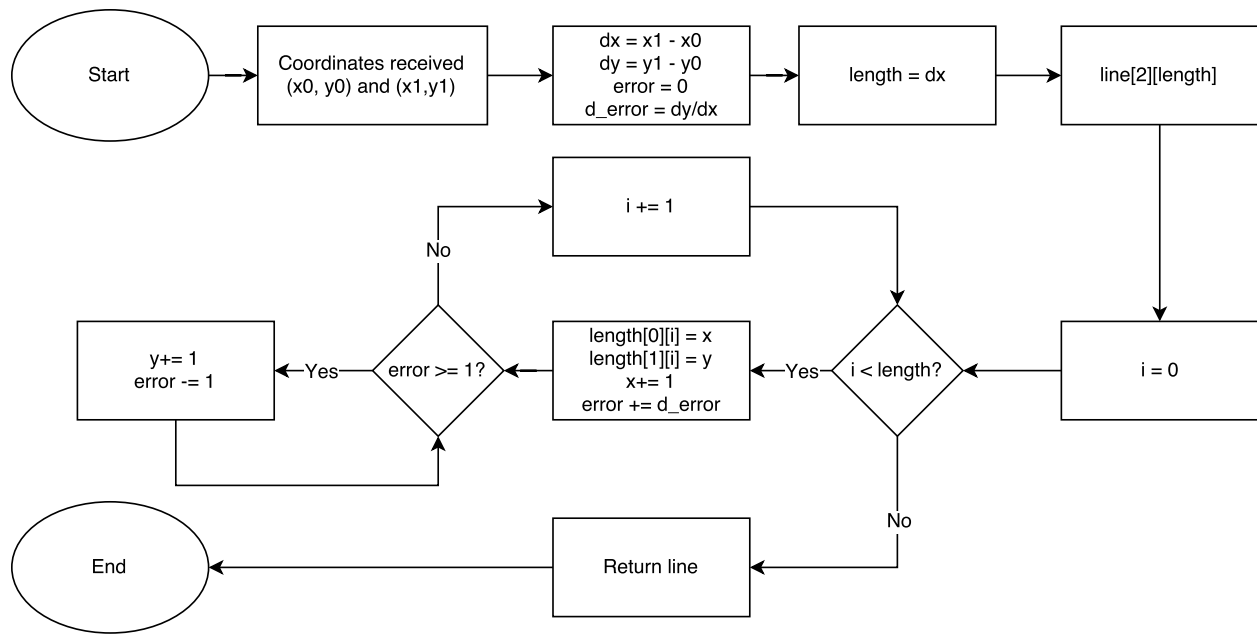 Start
Coordinates received
(x0, y0) and (x1,y1)
dx = x1 - x0
dy = y1 - y0
error = 0
d_error = dy/dx
length = dx
line[2][length]
i += 1
No
y+= 1
error -= 1
Yes
error >= 1?
length[0][i] = x
length[1][i] = y
x+= 1
error += d_error
Yes
i < length?
i = 0
No
End
Return line